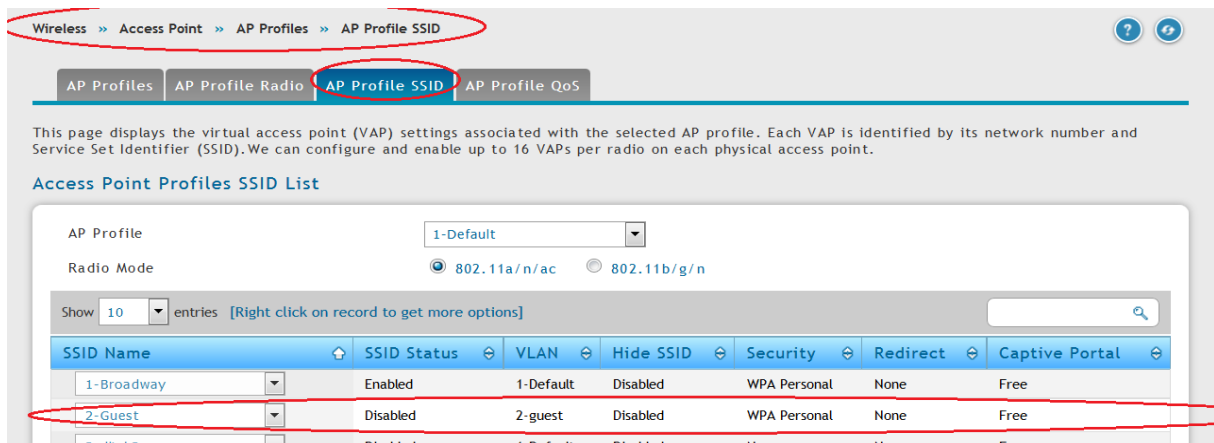 Wireless » Access Point » AP Profiles » AP Profile SSID
AP Profiles AP Profile Radio AP Profile SSID AP Profile QoS
This page displays the virtual access point (VAP) settings associated with the selected AP profile. Each VAP is identified by its network number and
Service Set Identifier (SSID).We can configure and enable up to 16 VAPs per radio on each physical access point.
Access Point Profiles SSID List
AP Profile 1-Default
Radio Mode 802.11a/n/ac 802.11b/g/n
Show 10 entries [Right click on record to get more options]
SSID Name SSID Status VLAN Hide SSID Security Redirect Captive Portal
1-Broadway Enabled 1-Default Disabled WPA Personal None Free
2-Guest Disabled 2-guest Disabled WPA Personal None Free